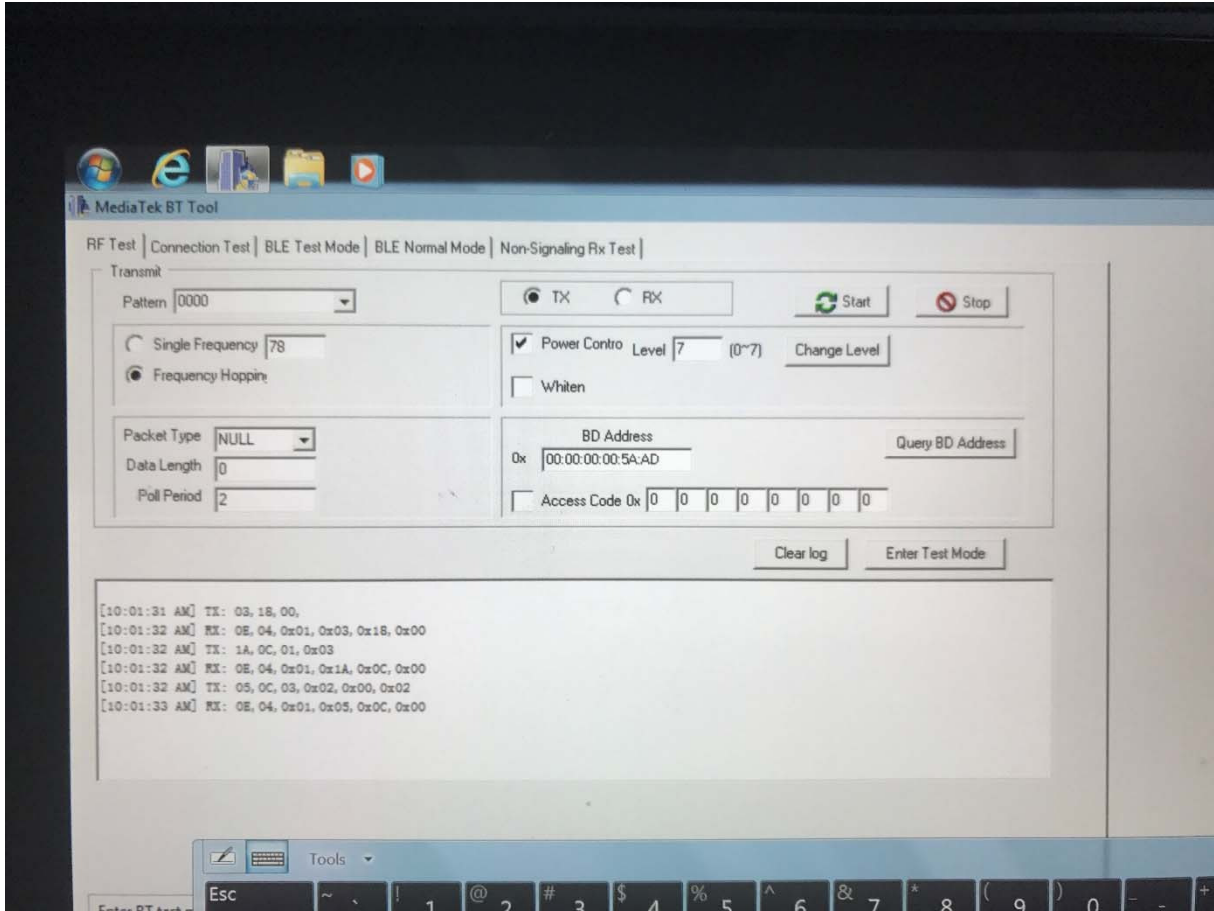 MediaTek BT Tool
RF Test Connection Test BLE Test Mode BLE Normal Mode Non-Signaling Rx Test
Transmit
Pattern 0000
TX RX
Start Stop
Single Frequency 78
Frequency Hoppin
Power Contro Level 7 (0~7) Change Level
Whiten
Packet Type NULL
Data Length 0
Poll Period 2
BD Address
Query BD Address
0x 00:00:00:00:5A:AD
Access Code 0x 0 0 0 0 0 0 0 0
Clear log Enter Test Mode
[10:01:31 AM] TX: 03, 18, 00,
[10:01:32 AM] RX: 0E, 04, 0x01, 0x03, 0x18, 0x00
[10:01:32 AM] TX: 1A, 0C, 01, 0x03
[10:01:32 AM] RX: 0E, 04, 0x01, 0x1A, 0x0C, 0x00
[10:01:32 AM] TX: 05, 0C, 03, 0x02, 0x00, 0x02
[10:01:33 AM] RX: 0E, 04, 0x01, 0x05, 0x0C, 0x00
Tools
Esc ~ ` ! 1 @ 2 # 3 $ 4 % 5 ^ 6 & 7 * 8 ( 9 ) 0 _ - +
Enter BT test